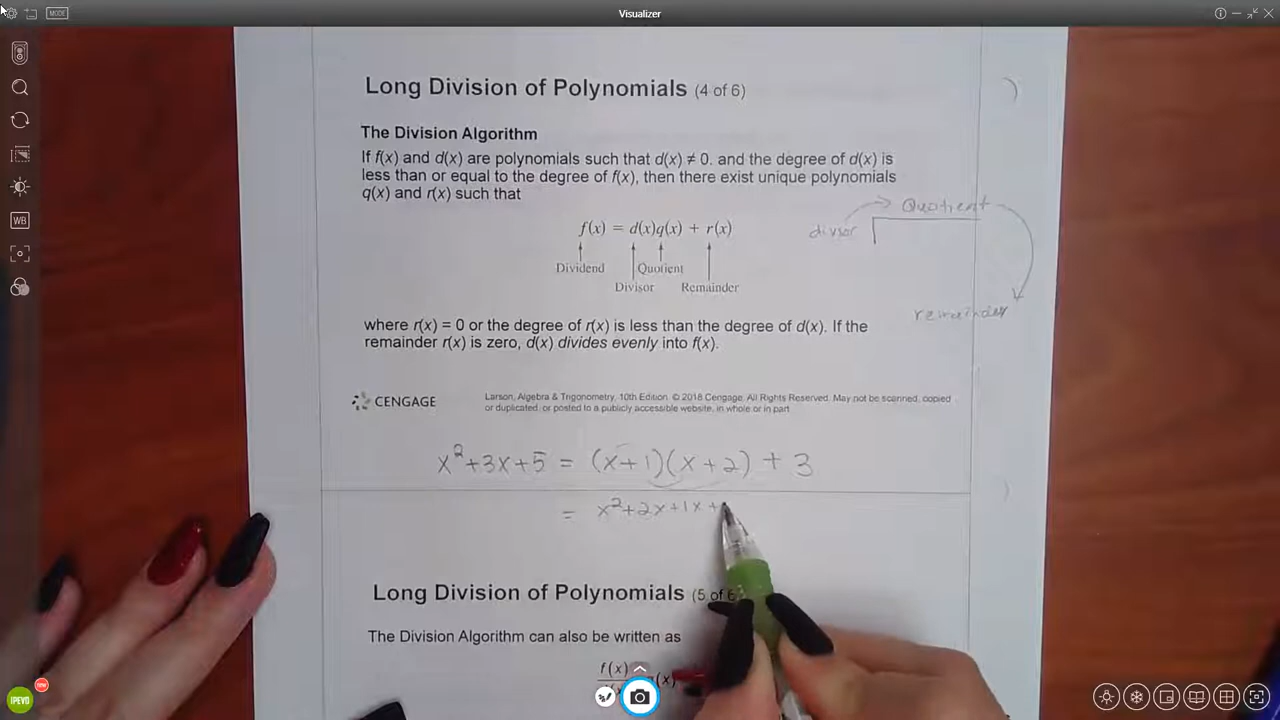 MODE
Visualizer
Long Division of Polynomials (4 of 6)
The Division Algorithm
If f(x) and d(x) are polynomials such that d(x) ≠ 0. and the degree of d(x) is
less than or equal to the degree of f(x), then there exist unique polynomials
q(x) and r(x) such that
Quotient
divsor
f(x) = d(x)q(x) + r(x)
Dividend Quotient
Divisor Remainder
remainder
where r(x) = 0 or the degree of r(x) is less than the degree of d(x). If the
remainder r(x) is zero, d(x) divides evenly into f(x).
CENGAGE
Larson, Algebra & Trigonometry, 10th Edition. © 2018 Cengage. All Rights Reserved. May not be scanned, copied
or duplicated, or posted to a publicly accessible website, in whole or in part
x²+3x+5 = (x+1)(x+2) + 3
= x²+2x+1x+
Long Division of Polynomials (5 of 6
The Division Algorithm can also be written as
f(x)
WB
IPEVO